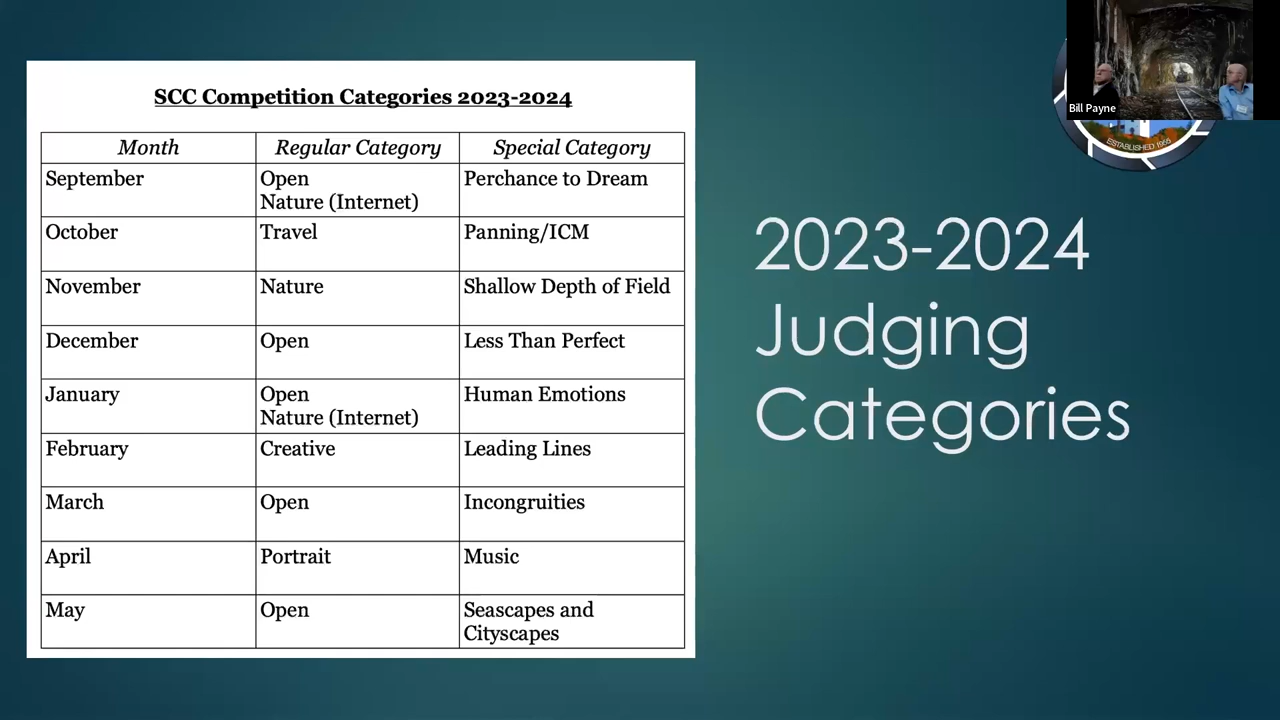 SCC Competition Categories 2023-2024
Month Regular Category Special Category
September Open Perchance to Dream
Nature (Internet)
October Travel Panning/ICM
November Nature Shallow Depth of Field
December Open Less Than Perfect
January Open Human Emotions
Nature (Internet)
February Creative Leading Lines
March Open Incongruities
April Portrait Music
May Open Seascapes and
Cityscapes
2023-2024
Judging
Categories
Bill Payne
ESTABLISHED